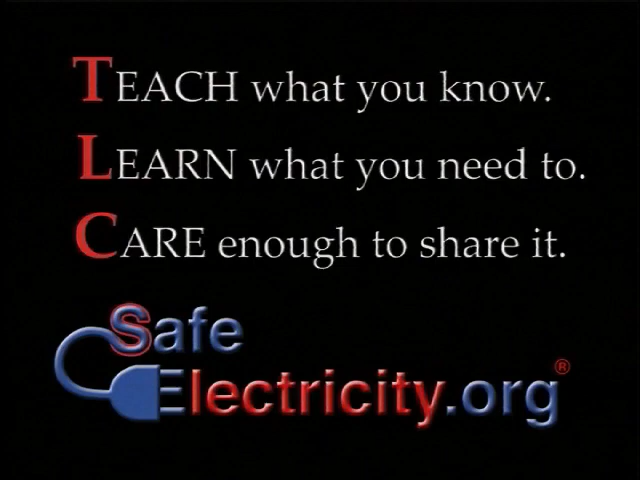 TEACH what you know.
LEARN what you need to.
CARE enough to share it.
Safe
Electricity.org®